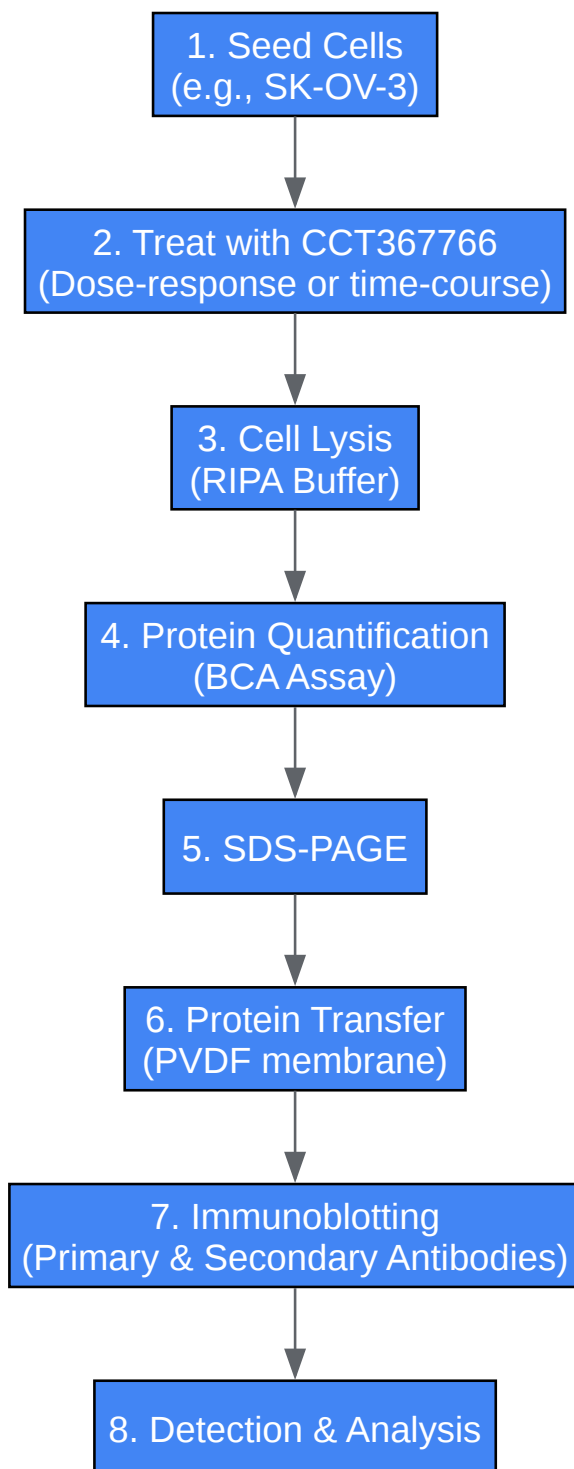 1. Seed Cells
(e.g., SK-OV-3)
2. Treat with CCT367766
(Dose-response or time-course)
3. Cell Lysis
(RIPA Buffer)
4. Protein Quantification
(BCA Assay)
5. SDS-PAGE
6. Protein Transfer
(PVDF membrane)
7. Immunoblotting
(Primary & Secondary Antibodies)
8. Detection & Analysis